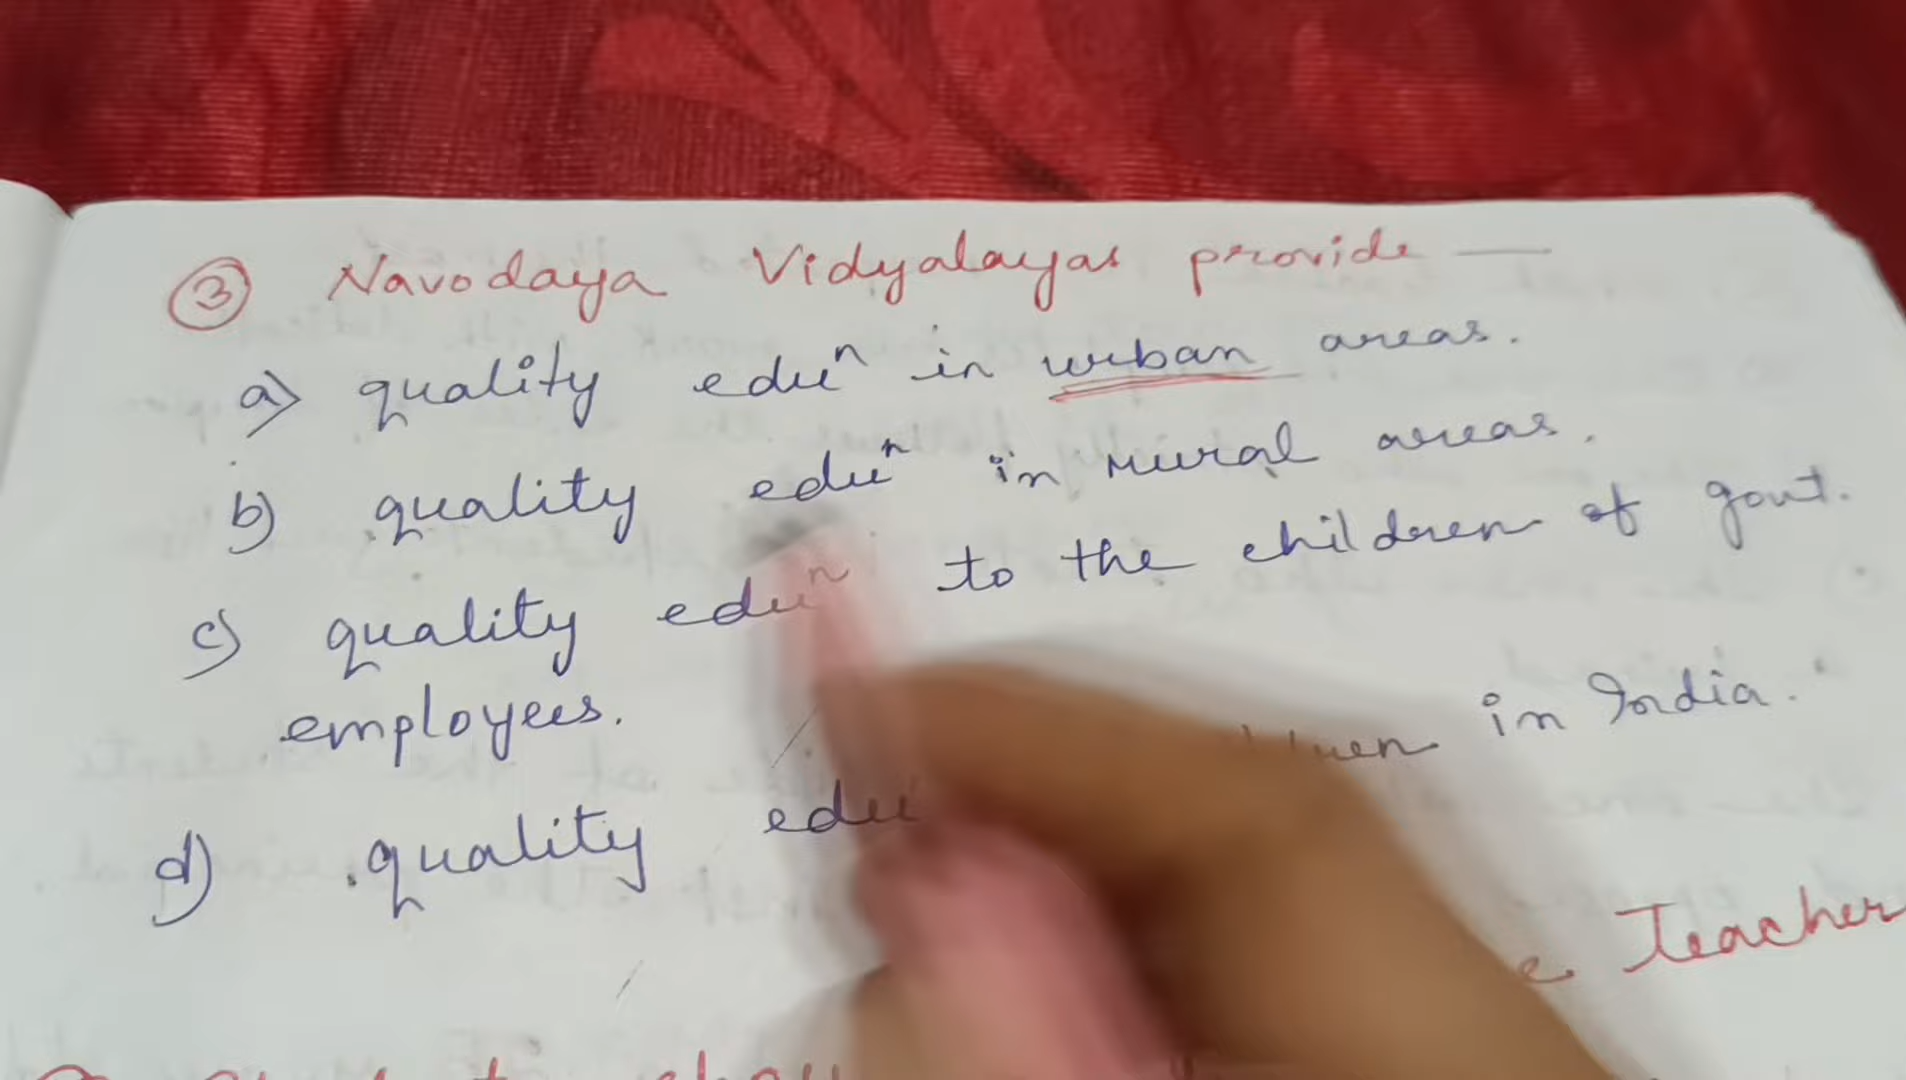 ③ Navodaya Vidyalayas provide —
a) quality eduⁿ in urban areas.
b) quality eduⁿ in rural areas.
c) quality eduⁿ to the children of govt.
employees.
d) quality edu in India.
Teacher